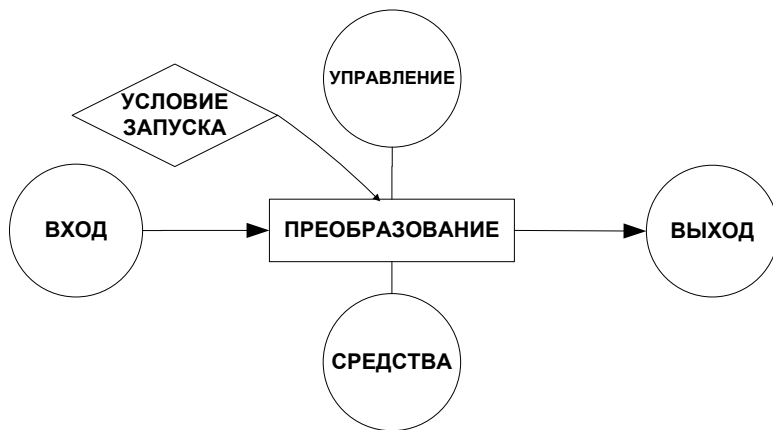 УПРАВЛЕНИЕ
УСЛОВИЕ
ЗАПУСКА
ВХОД
ПРЕОБРАЗОВАНИЕ
ВЫХОД
СРЕДСТВА